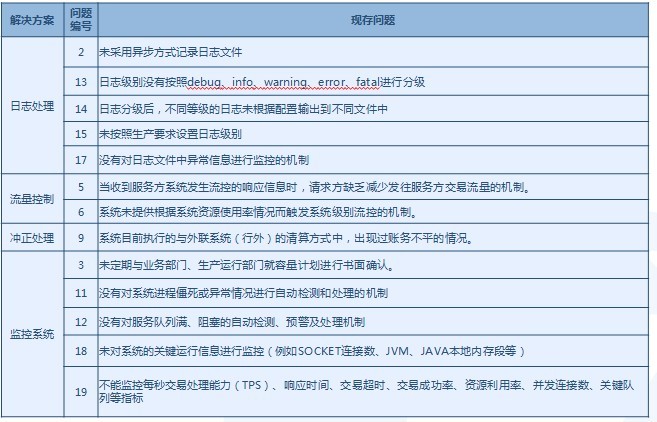 解决方案 问题编号 现存问题
日志处理
2 未采用异步方式记录日志文件
13 日志级别没有按照debug、info、warning、error、fatal进行分级
14 日志分级后，不同等级的日志未根据配置输出到不同文件中
15 未按照生产要求设置日志级别
17 没有对日志文件中异常信息进行监控的机制
流量控制
5 当收到服务方系统发生流控的响应信息时，请求方缺乏减少发往服务方交易流量的机制。
6 系统未提供根据系统资源使用率情况而触发系统级别流控的机制。
冲正处理 9 系统目前执行的与外联系统（行外）的清算方式中，出现过账务不平的情况。
监控系统
3 未定期与业务部门、生产运行部门就容量计划进行书面确认。
11 没有对系统进程僵死或异常情况进行自动检测和处理的机制
12 没有对服务队列满、阻塞的自动检测、预警及处理机制
18 未对系统的关键运行信息进行监控（例如SOCKET连接数、JVM、JAVA本地内存段等）
19 不能监控每秒交易处理能力（TPS）、响应时间、交易超时、交易成功率、资源利用率、并发连接数、关键队
列等指标